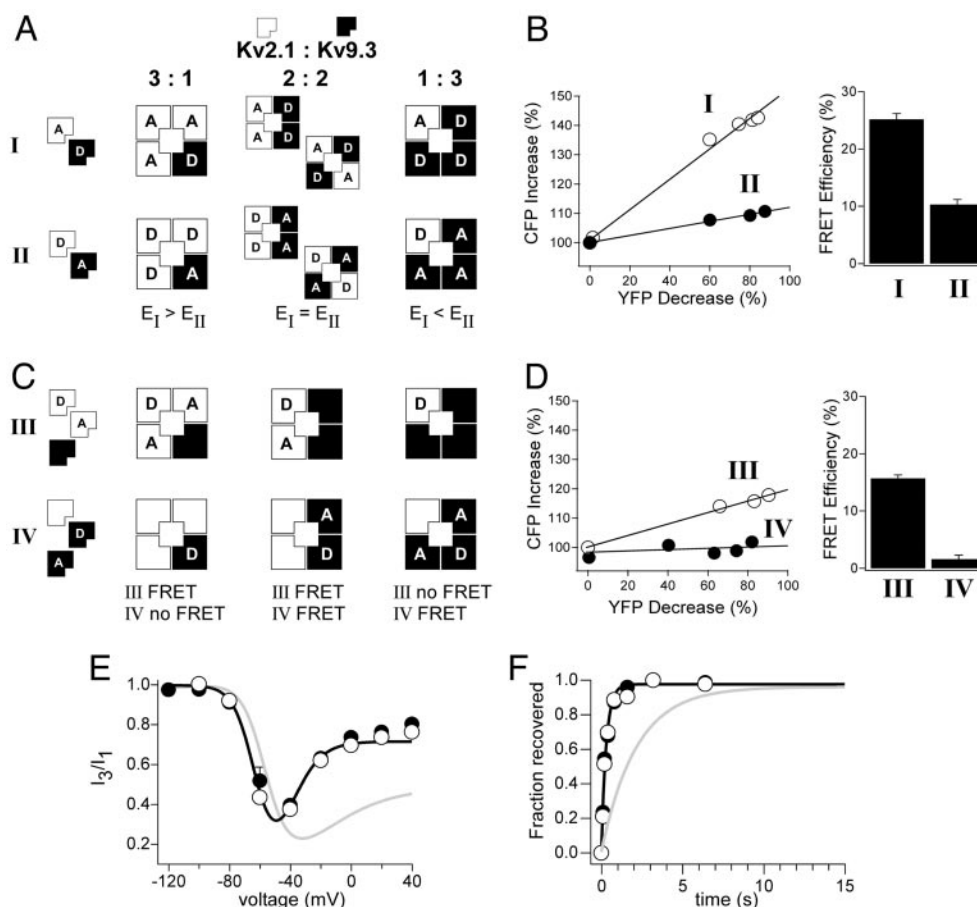 A
Kv2.1 : Kv9.3
3 : 1
2 : 2
1 : 3
I
A
D
A A
A D
A D
A D
A D
D A
A D
D D
II
D
A
D D
D A
D A
D A
D A
A D
D A
A A
E_I > E_II
E_I = E_II
E_I < E_II
B
CFP Increase (%)
150
140
130
120
110
100
0 20 40 60 80 100
YFP Decrease (%)
I
II
FRET Efficiency (%)
30
20
10
0
I II
C
III
D
A
D A
A
D
A
D
IV
D
A
D
A
D
A
A D
III FRET
IV no FRET
III FRET
IV FRET
III no FRET
IV FRET
D
CFP Increase (%)
150
140
130
120
110
100
0 20 40 60 80 100
YFP Decrease (%)
III
IV
FRET Efficiency (%)
30
20
10
0
III IV
E
I3/I1
1.0
0.8
0.6
0.4
0.2
-120 -80 -40 0 40
voltage (mV)
F
Fraction recovered
1.0
0.8
0.6
0.4
0.2
0.0
0 5 10 15
time (s)